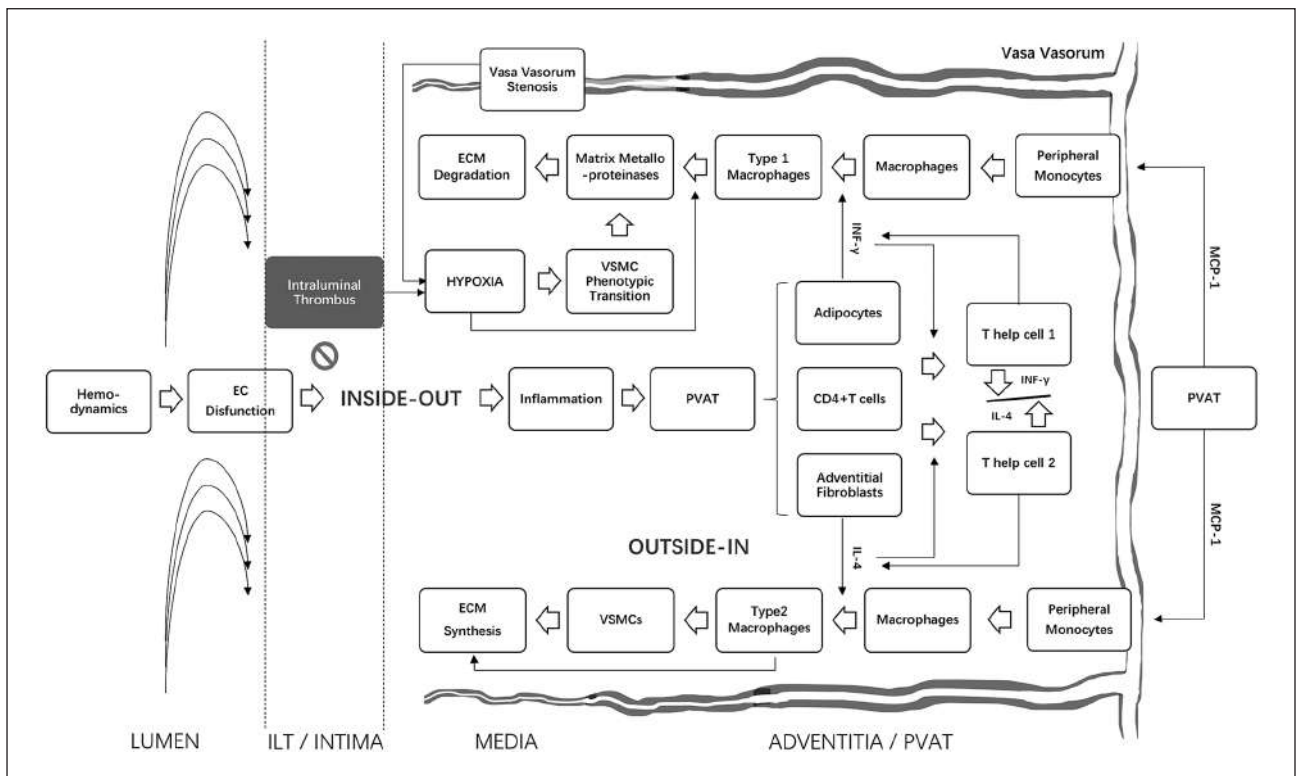 Vasa Vasorum
Vasa Vasorum
Stenosis
ECM
Degradation
Matrix Metallo
-proteinases
Type 1
Macrophages
Macrophages
Peripheral
Monocytes
INF-γ
MCP-1
Intraluminal
Thrombus
HYPOXIA
VSMC
Phenotypic
Transition
Adipocytes
T help cell 1
Hemo-
dynamics
EC
Disfunction
INSIDE-OUT
Inflammation
PVAT
CD4+T cells
INF-γ
IL-4
PVAT
Adventitial
Fibroblasts
T help cell 2
OUTSIDE-IN
IL-4
MCP-1
ECM
Synthesis
VSMCs
Type2
Macrophages
Macrophages
Peripheral
Monocytes
LUMEN
ILT / INTIMA
MEDIA
ADVENTITIA / PVAT